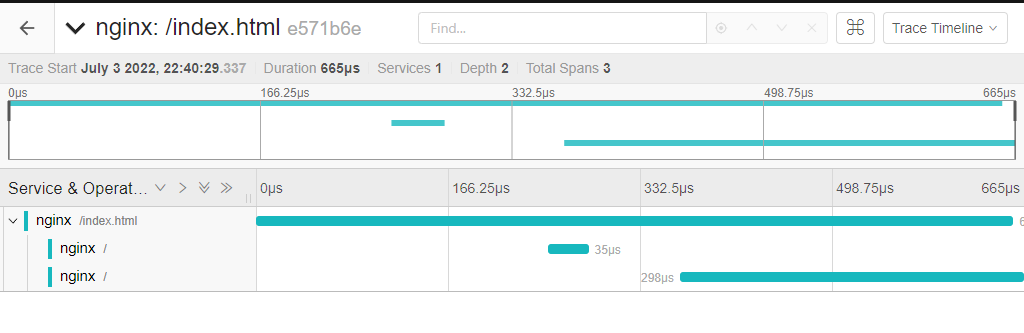 nginx: /index.html e571b6e Find... ⌘ Trace Timeline
Trace Start July 3 2022, 22:40:29.337 Duration 665μs Services 1 Depth 2 Total Spans 3
0μs 166.25μs 332.5μs 498.75μs 665μs
Service & Operat... 0μs 166.25μs 332.5μs 498.75μs 665μs
nginx /index.html
nginx / 35μs
nginx / 298μs